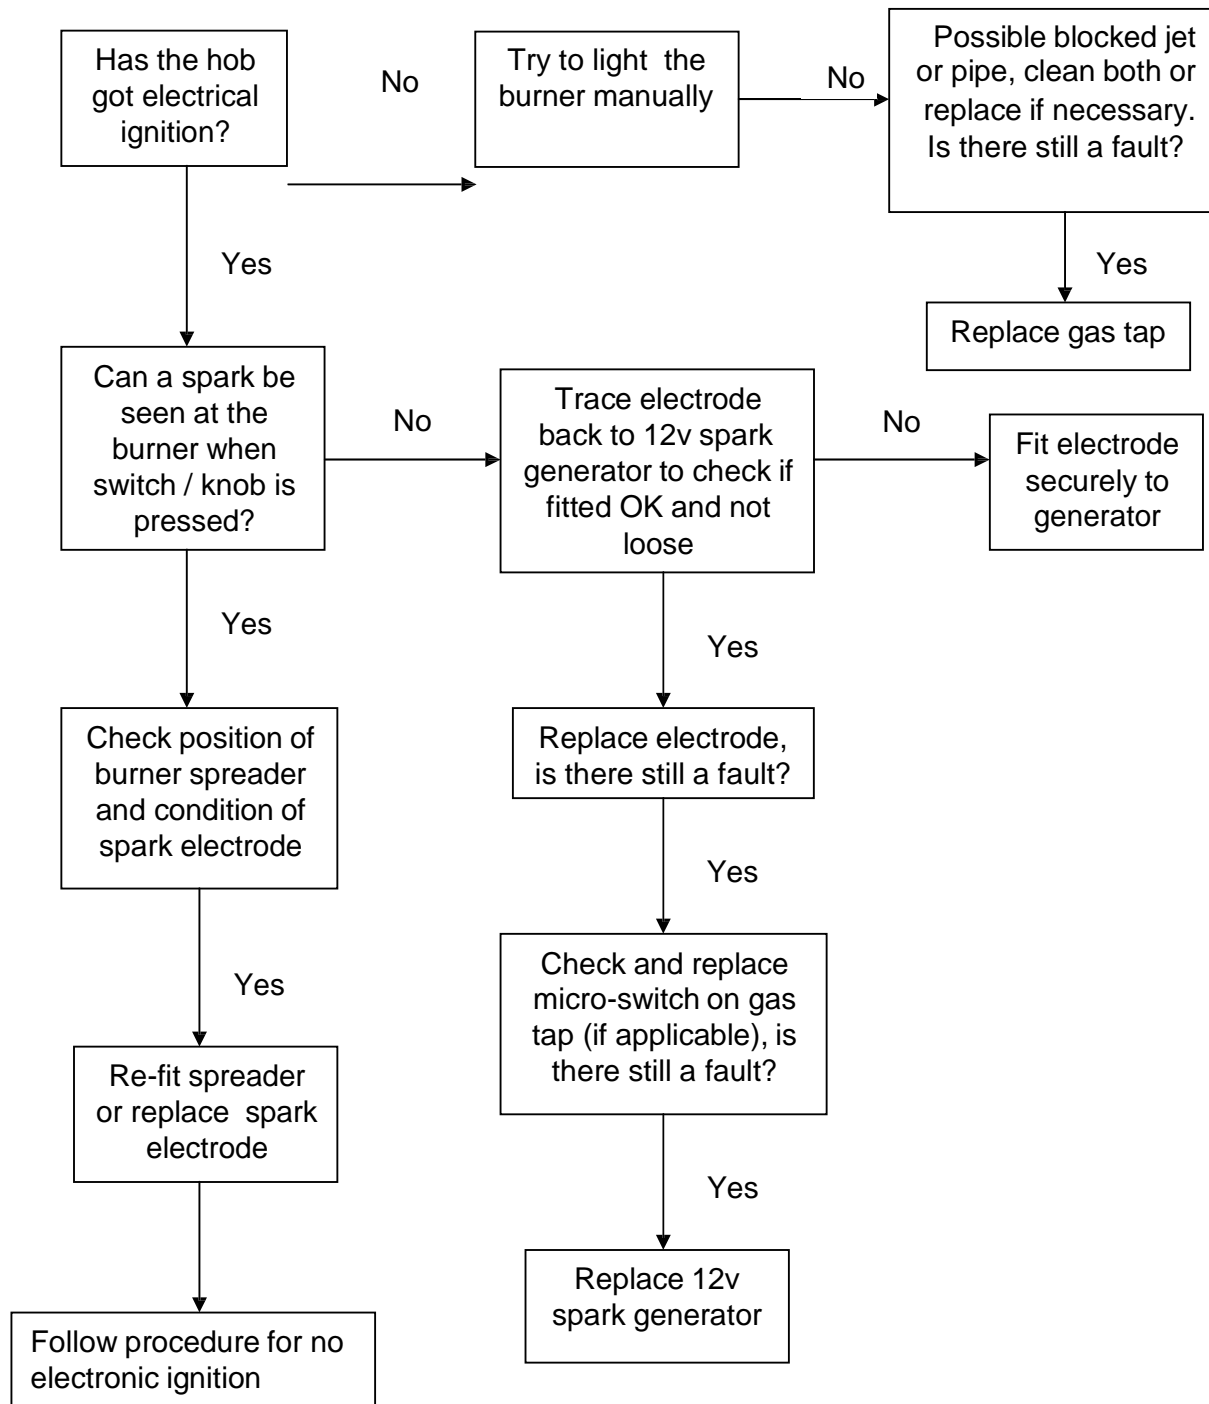 Has the hob
got electrical
ignition?
No
Try to light the
burner manually
No
Possible blocked jet
or pipe, clean both or
replace if necessary.
Is there still a fault?
Yes
Yes
Replace gas tap
Can a spark be
seen at the
burner when
switch / knob is
pressed?
No
Trace electrode
back to 12v spark
generator to check if
fitted OK and not
loose
No
Fit electrode
securely to
generator
Yes
Yes
Check position of
burner spreader
and condition of
spark electrode
Replace electrode,
is there still a fault?
Yes
Yes
Check and replace
micro-switch on gas
tap (if applicable), is
there still a fault?
Re-fit spreader
or replace spark
electrode
Yes
Replace 12v
spark generator
Follow procedure for no
electronic ignition